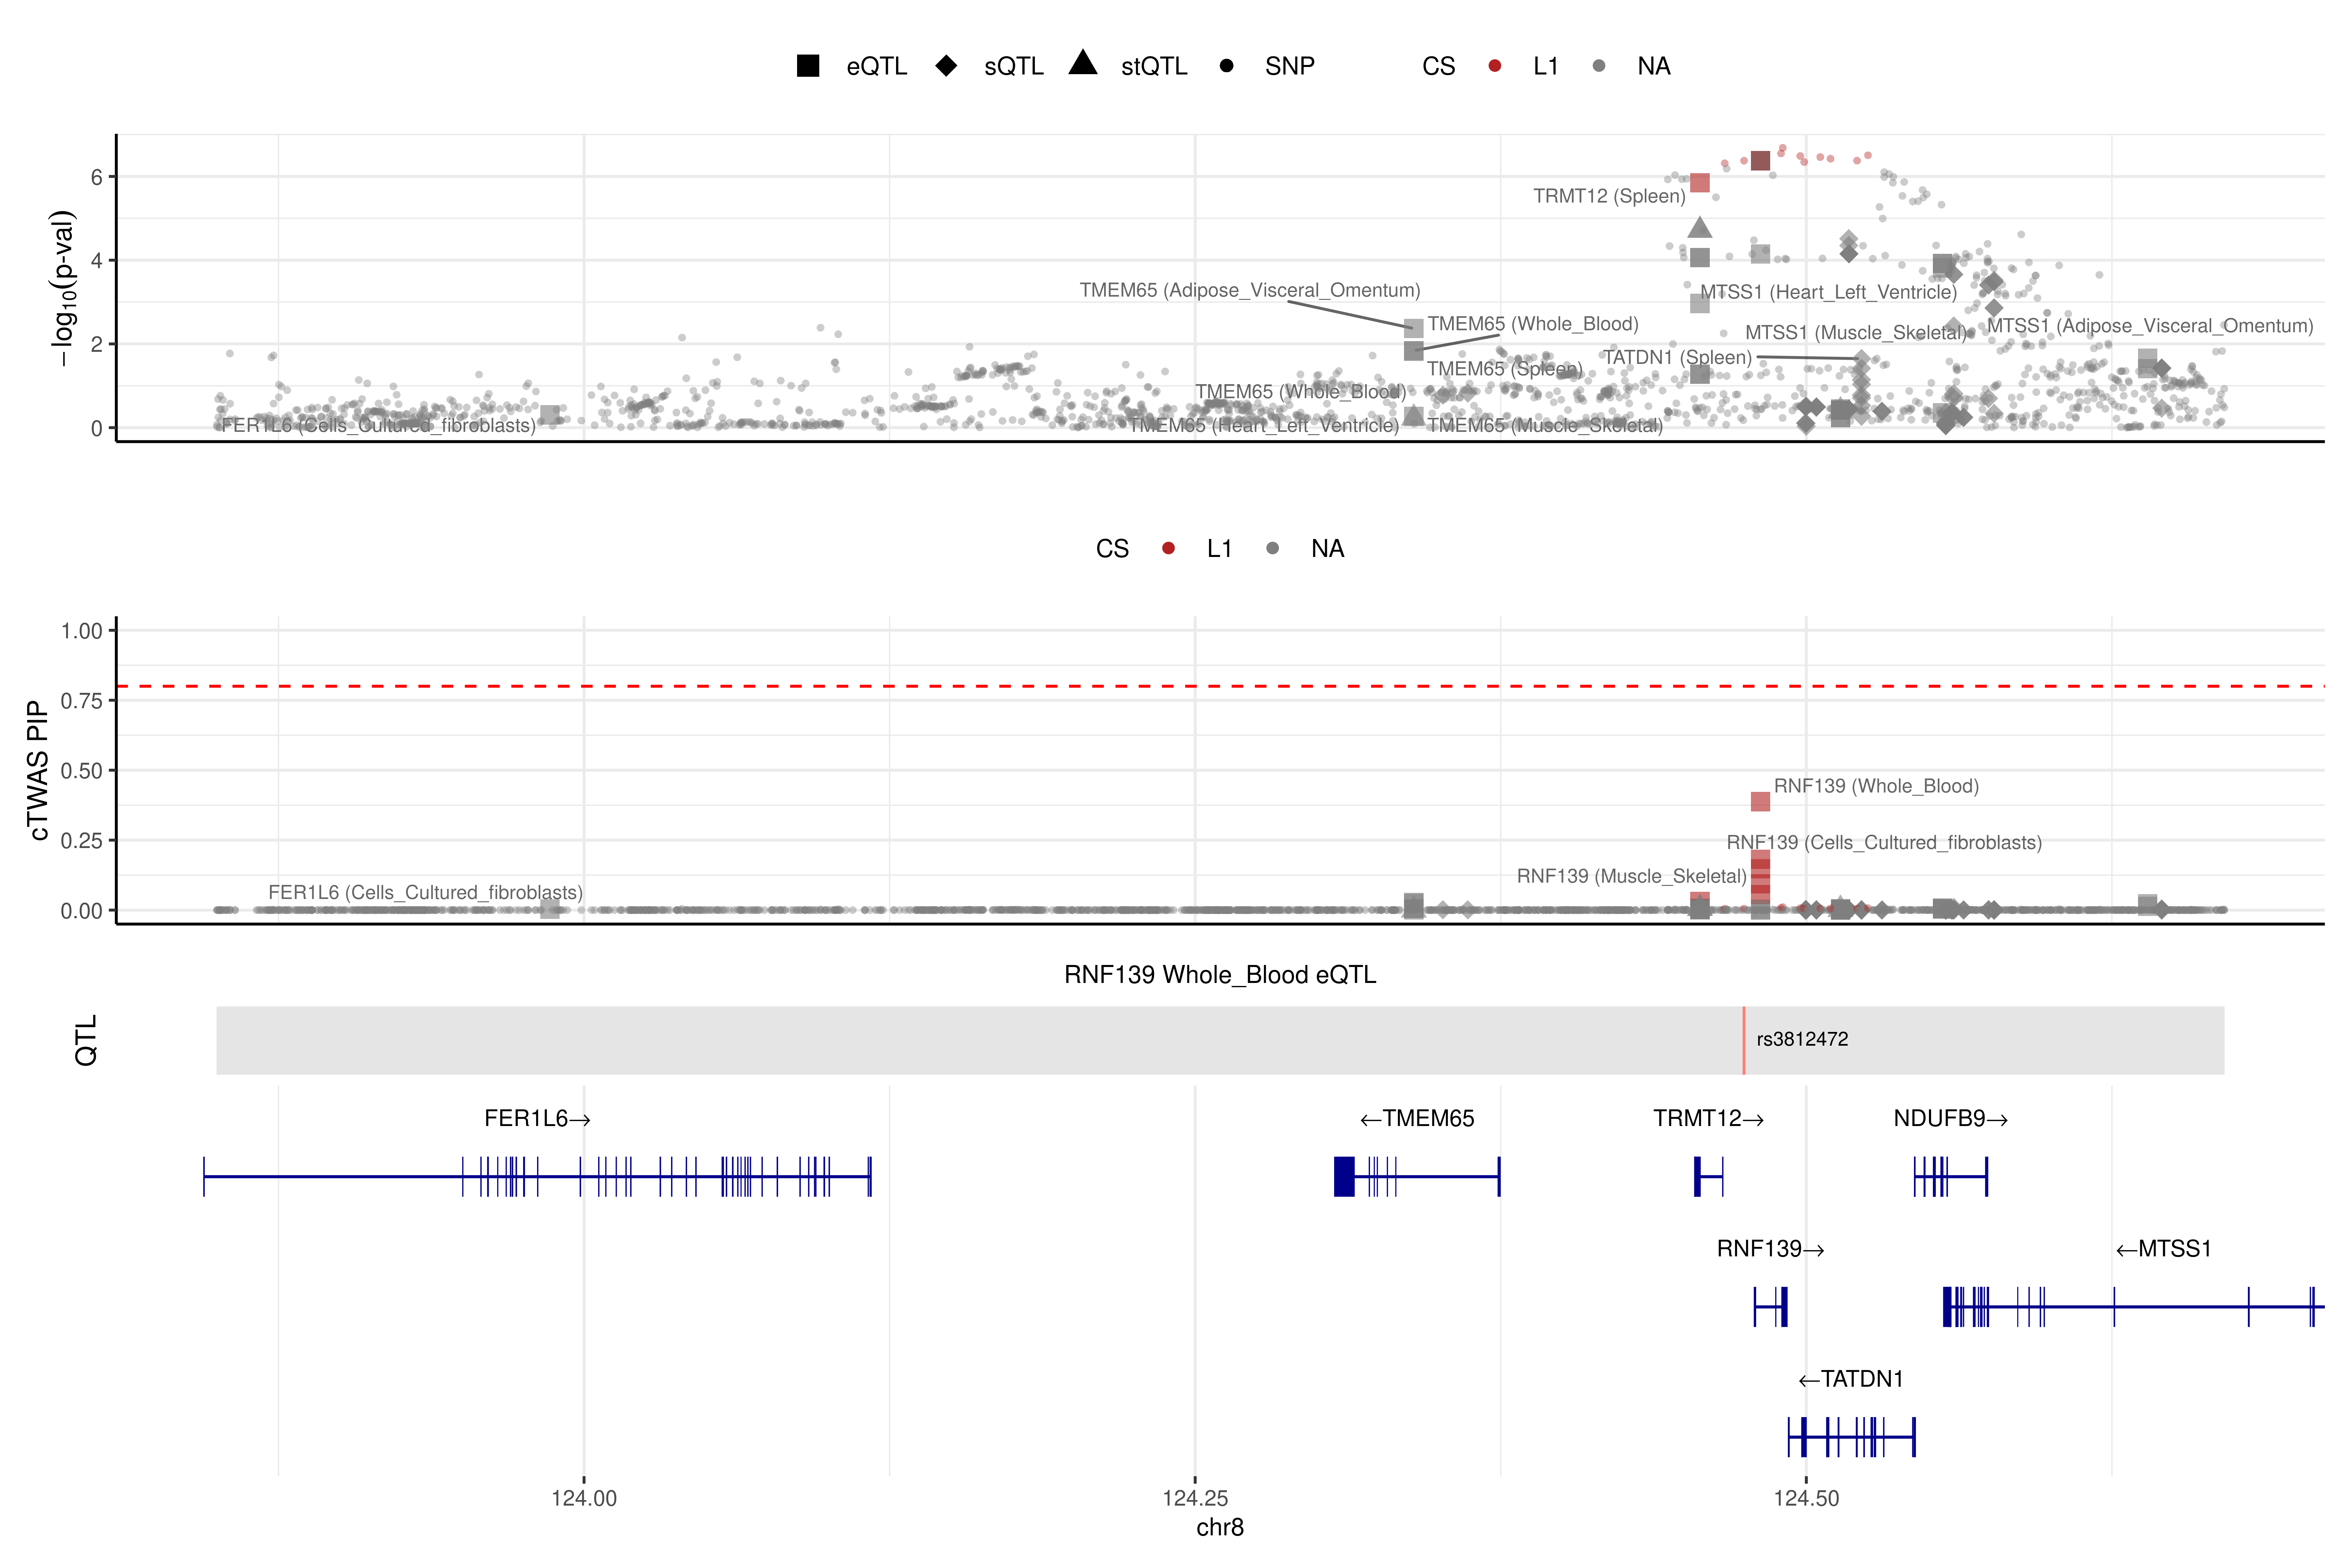 eQTL sQTL stQTL SNP CS L1 NA
−log10(p-val)
6
4
2
0
TRMT12 (Spleen)
TMEM65 (Adipose_Visceral_Omentum)
MTSS1 (Heart_Left_Ventricle)
TMEM65 (Whole_Blood)
MTSS1 (Muscle_Skeletal)
MTSS1 (Adipose_Visceral_Omentum)
TATDN1 (Spleen)
TMEM65 (Spleen)
TMEM65 (Whole_Blood)
FER1L6 (Cells_Cultured_fibroblasts)
TMEM65 (Heart_Left_Ventricle)
TMEM65 (Muscle_Skeletal)
CS L1 NA
cTWAS PIP
1.00
0.75
0.50
0.25
0.00
RNF139 (Whole_Blood)
RNF139 (Cells_Cultured_fibroblasts)
RNF139 (Muscle_Skeletal)
FER1L6 (Cells_Cultured_fibroblasts)
RNF139 Whole_Blood eQTL
QTL
rs3812472
FER1L6→
←TMEM65
TRMT12→
NDUFB9→
RNF139→
←MTSS1
←TATDN1
124.00
124.25
124.50
chr8